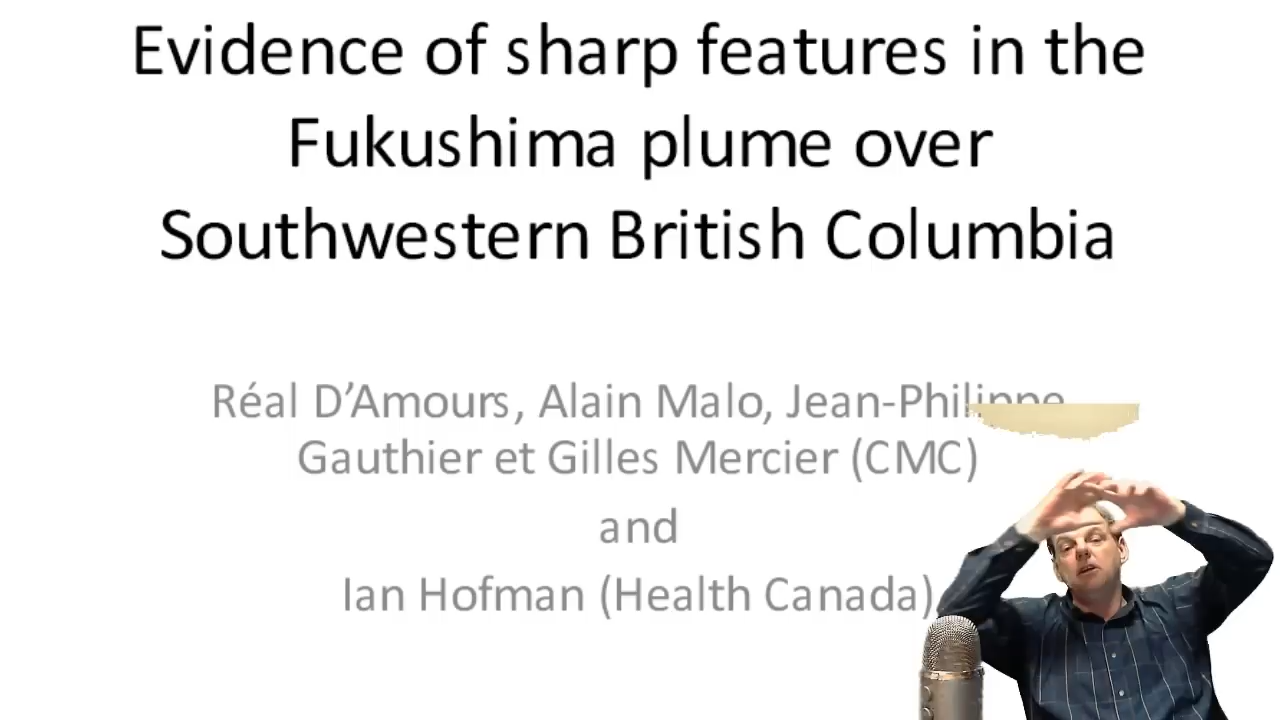 Evidence of sharp features in the
Fukushima plume over
Southwestern British Columbia
Réal D’Amours, Alain Malo, Jean-Philippe
Gauthier et Gilles Mercier (CMC)
and
Ian Hofman (Health Canada)